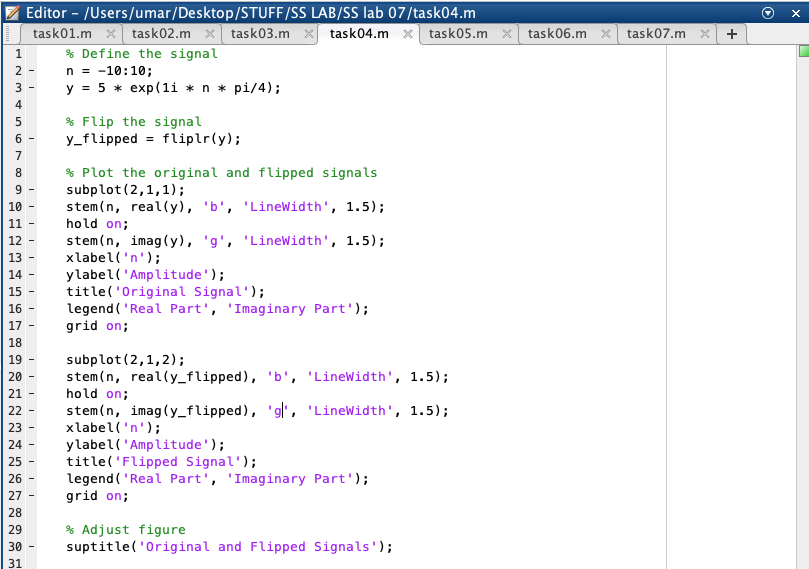 Editor - /Users/umar/Desktop/STUFF/SS LAB/SS lab 07/task04.m
task01.m task02.m task03.m task04.m task05.m task06.m task07.m +
1 % Define the signal
2 - n = -10:10;
3 - y = 5 * exp(1i * n * pi/4);
4
5 % Flip the signal
6 - y_flipped = fliplr(y);
7
8 % Plot the original and flipped signals
9 - subplot(2,1,1);
10 - stem(n, real(y), 'b', 'LineWidth', 1.5);
11 - hold on;
12 - stem(n, imag(y), 'g', 'LineWidth', 1.5);
13 - xlabel('n');
14 - ylabel('Amplitude');
15 - title('Original Signal');
16 - legend('Real Part', 'Imaginary Part');
17 - grid on;
18
19 - subplot(2,1,2);
20 - stem(n, real(y_flipped), 'b', 'LineWidth', 1.5);
21 - hold on;
22 - stem(n, imag(y_flipped), 'g', 'LineWidth', 1.5);
23 - xlabel('n');
24 - ylabel('Amplitude');
25 - title('Flipped Signal');
26 - legend('Real Part', 'Imaginary Part');
27 - grid on;
28
29 % Adjust figure
30 - suptitle('Original and Flipped Signals');
31